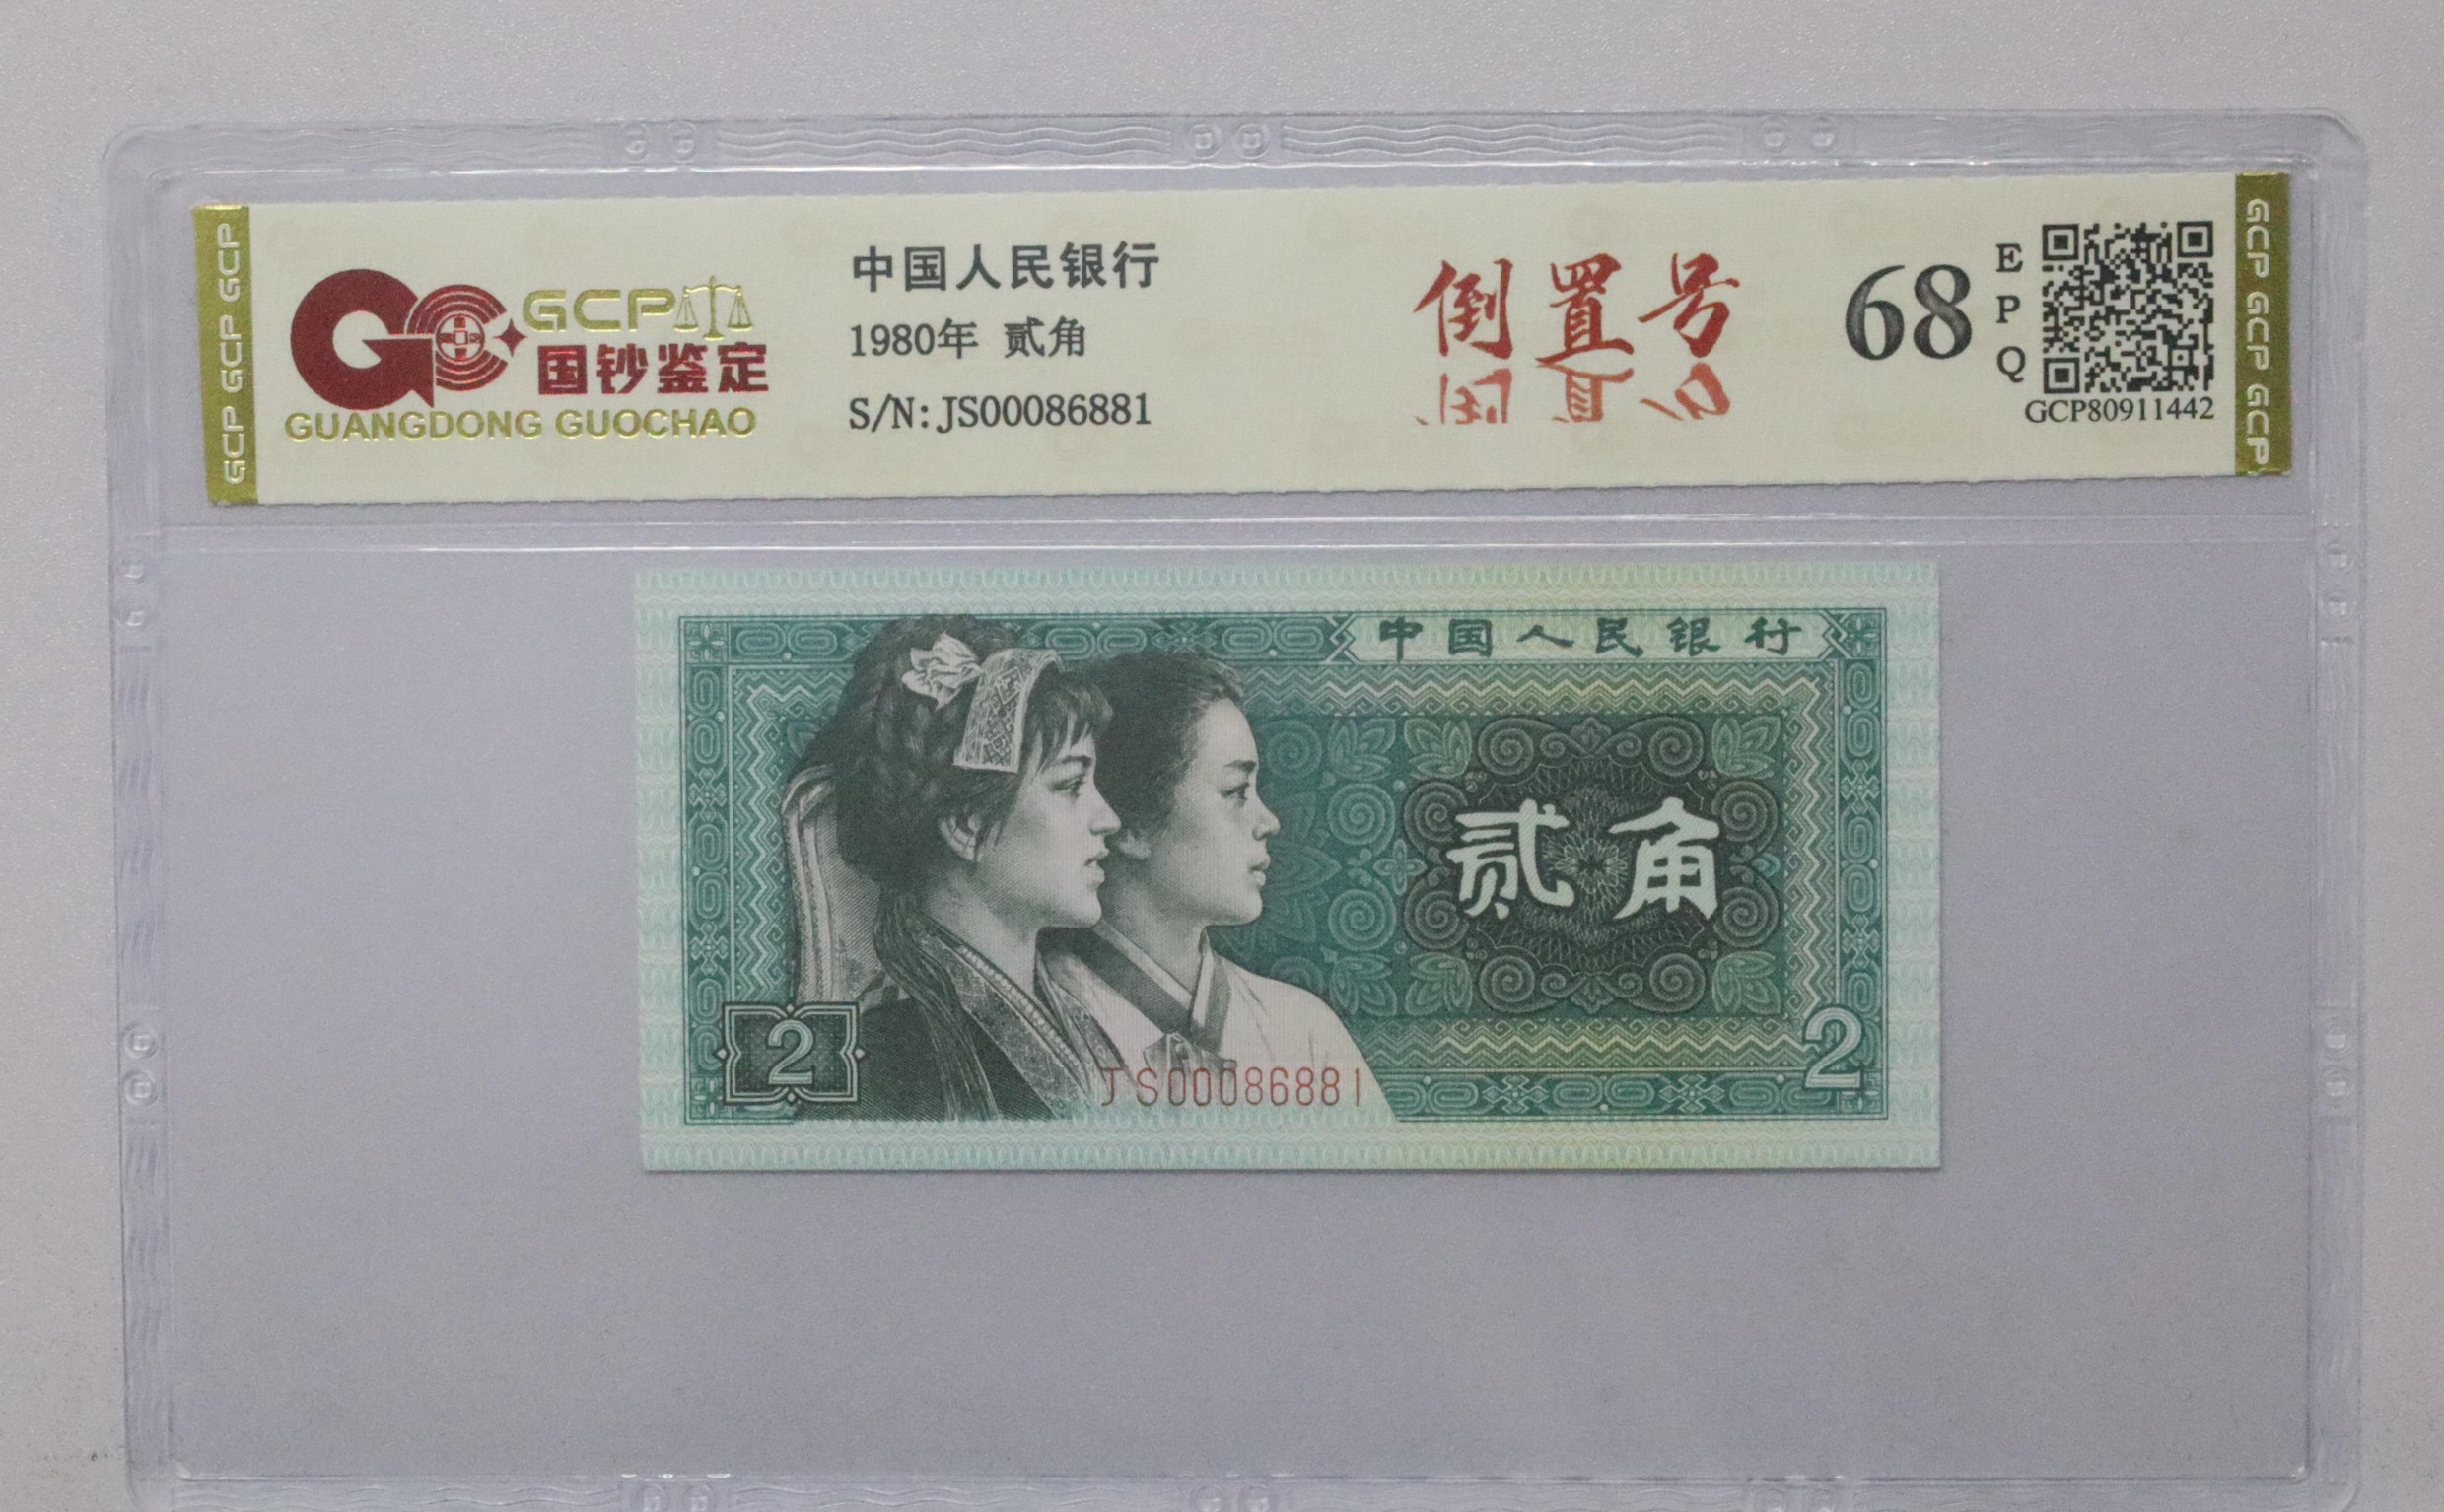 GCP GCP GCP
GCP
国钞鉴定
GUANGDONG GUOCHAO
中国人民银行
1980年 贰角
S/N: JS00086881
倒置号
68
E
P
Q
GCP80911442
GCP GCP GCP
中国人民银行
贰角
2
JS00086881
2